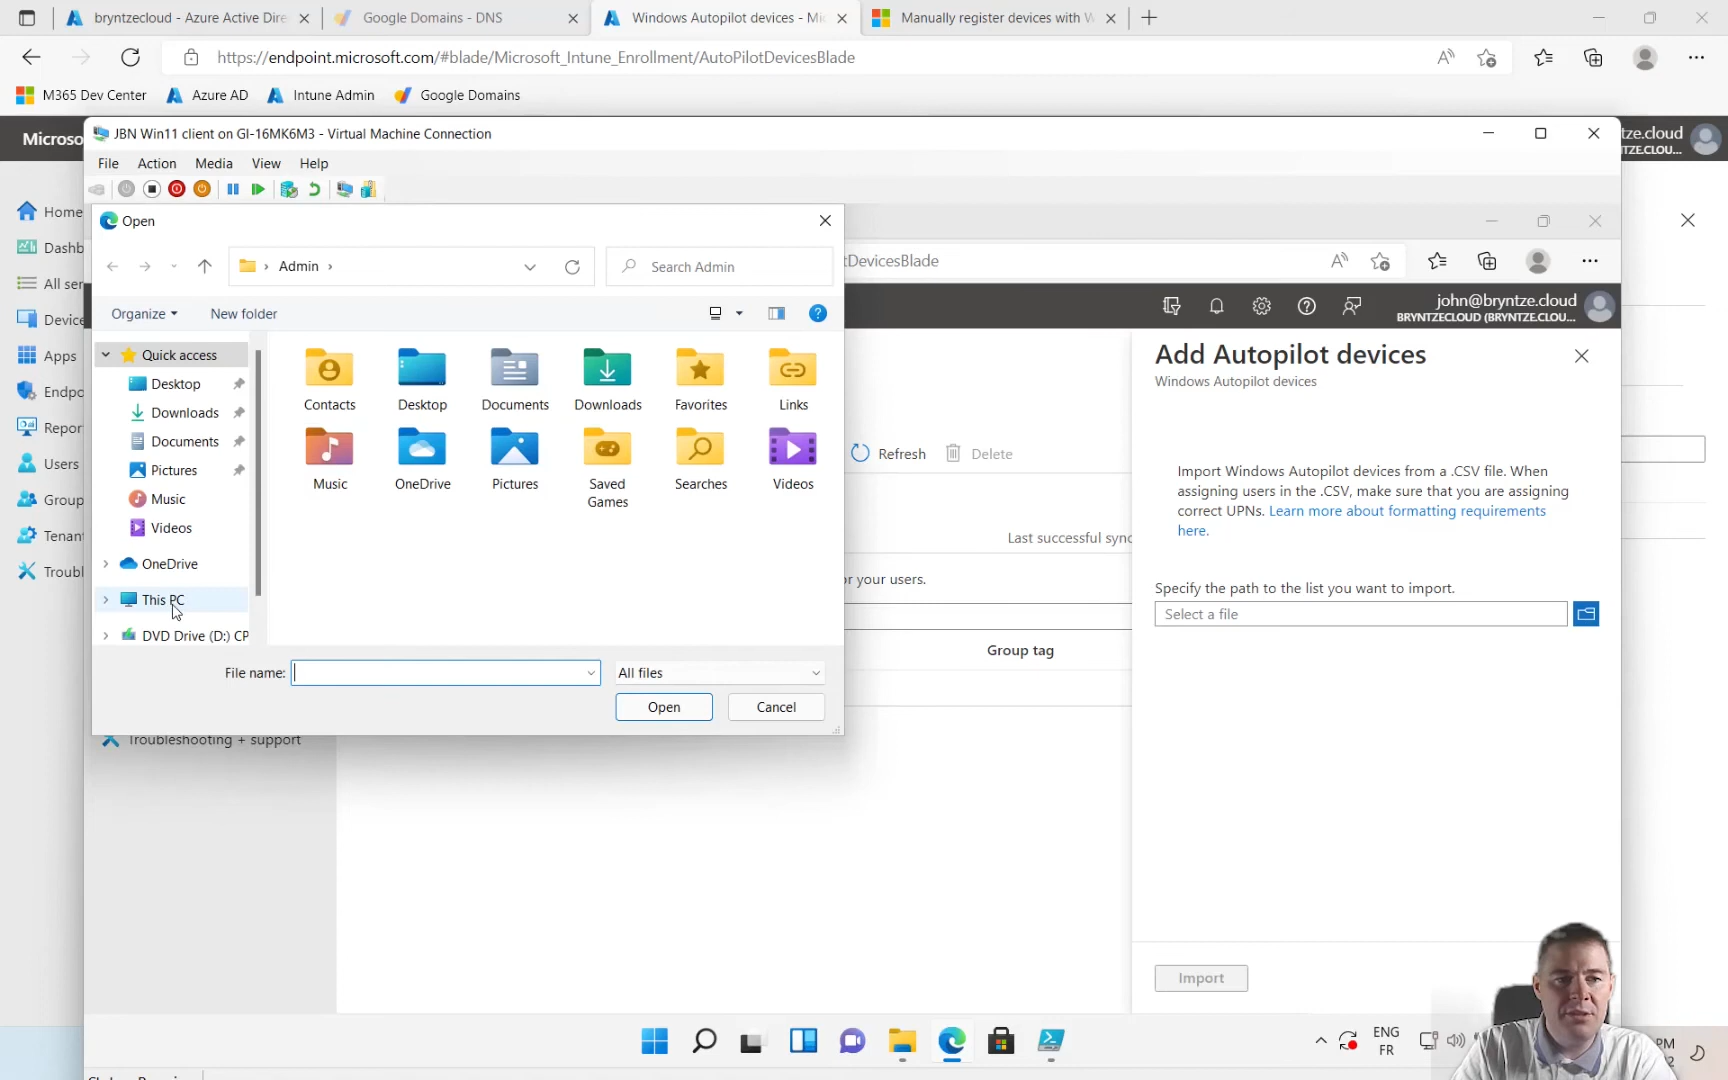 bryntzecloud - Azure Active Dire
Google Domains - DNS
Windows Autopilot devices - Mic
Manually register devices with W
https://endpoint.microsoft.com/#blade/Microsoft_Intune_Enrollment/AutoPilotDevicesBlade
M365 Dev Center
Azure AD
Intune Admin
Google Domains
Microso
JBN Win11 client on GI-16MK6M3 - Virtual Machine Connection
tze.cloud
TZE.CLOU...
File Action Media View Help
Home
Dashb
All ser
Device
Apps
Endpo
Repor
Users
Group
Tenan
Troubl
Open
Admin
Search Admin
Organize
New folder
Quick access
Desktop
Downloads
Documents
Pictures
Music
Videos
OneDrive
This PC
DVD Drive (D:) CP
Contacts
Desktop
Documents
Downloads
Favorites
Links
Music
OneDrive
Pictures
Saved
Games
Searches
Videos
File name:
All files
Open
Cancel
Troubleshooting + support
tDevicesBlade
john@bryntze.cloud
BRYNTZECLOUD (BRYNTZE.CLOU...
Refresh
Delete
Last successful sync
or your users.
Group tag
Add Autopilot devices
Windows Autopilot devices
Import Windows Autopilot devices from a .CSV file. When
assigning users in the .CSV, make sure that you are assigning
correct UPNs. Learn more about formatting requirements
here.
Specify the path to the list you want to import.
Select a file
Import
ENG
FR
PM